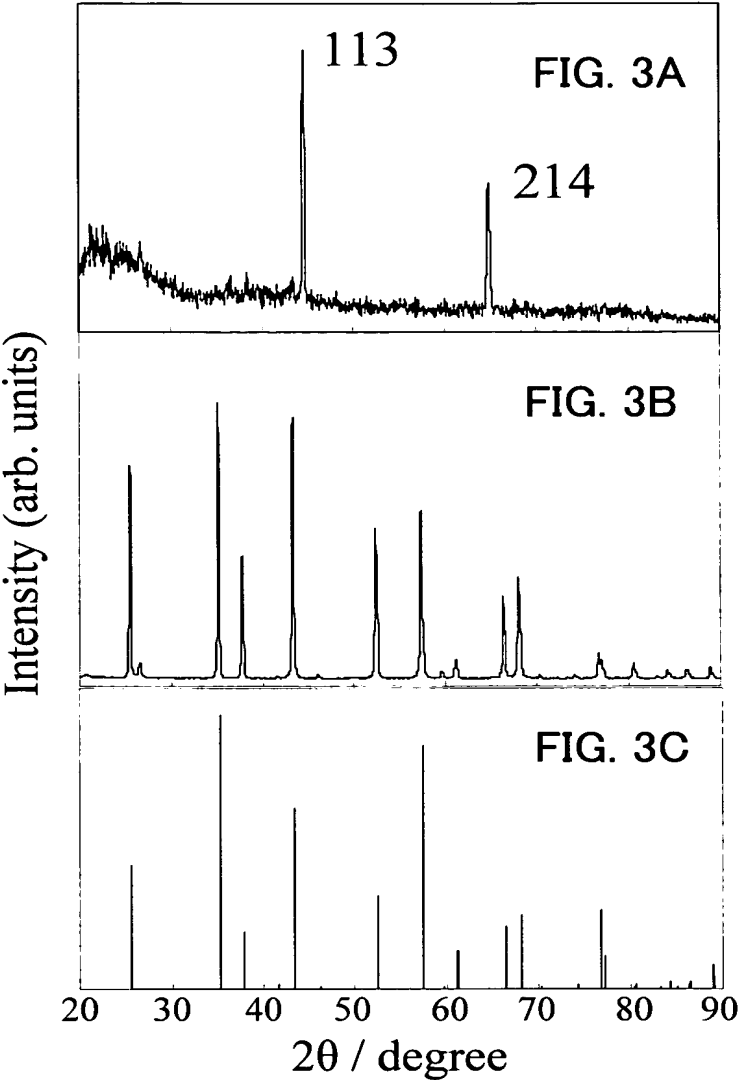 113
FIG. 3A
214
Intensity (arb. units)
FIG. 3B
FIG. 3C
20 30 40 50 60 70 80 90
2θ / degree